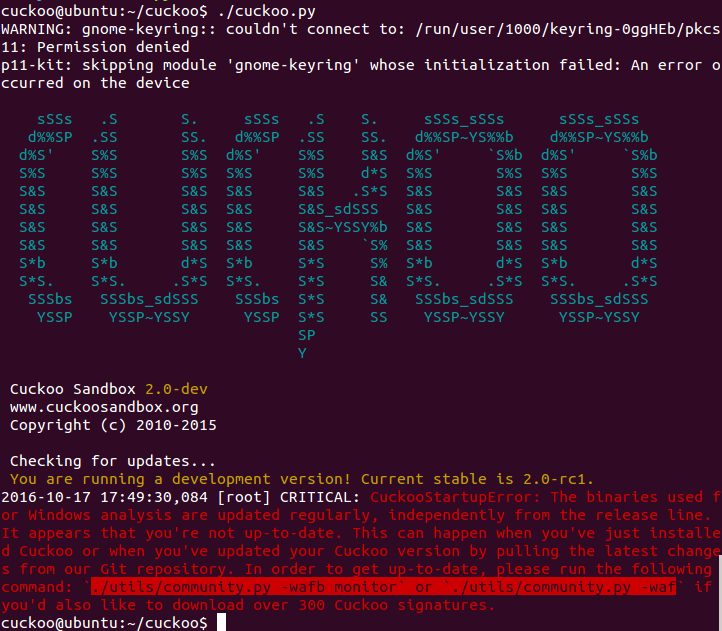 cuckoo@ubuntu:~/cuckoo$ ./cuckoo.py
WARNING: gnome-keyring:: couldn't connect to: /run/user/1000/keyring-0ggHEb/pkcs
11: Permission denied
p11-kit: skipping module 'gnome-keyring' whose initialization failed: An error o
ccurred on the device
    sSSs   .S       S.     sSSs   .S    S.     sSSs_sSSs      sSSs_sSSs
   d%%SP  .SS       SS.   d%%SP  .SS    SS.   d%%SP~YS%%b    d%%SP~YS%%b
  d%S'    S%S       S%S  d%S'    S%S    S&S  d%S'     `S%b  d%S'     `S%b
  S%S     S%S       S%S  S%S     S%S    d*S  S%S       S%S  S%S       S%S
  S&S     S&S       S&S  S&S     S&S   .S*S  S&S       S&S  S&S       S&S
  S&S     S&S       S&S  S&S     S&S_sdSSS   S&S       S&S  S&S       S&S
  S&S     S&S       S&S  S&S     S&S~YSSY%b  S&S       S&S  S&S       S&S
  S&S     S&S       S&S  S&S     S&S    `S%  S&S       S&S  S&S       S&S
  S*b     S*b       d*S  S*b     S*S     S%  S*b       d*S  S*b       d*S
  S*S.    S*S.     .S*S  S*S.    S*S     S&  S*S.     .S*S  S*S.     .S*S
   SSSbs   SSSbs_sdSSS    SSSbs  S*S     S&   SSSbs_sdSSS    SSSbs_sdSSS
    YSSP    YSSP~YSSY      YSSP  S*S     SS    YSSP~YSSY      YSSP~YSSY
                                 SP
                                 Y
Cuckoo Sandbox 2.0-dev
www.cuckoosandbox.org
Copyright (c) 2010-2015
Checking for updates...
You are running a development version! Current stable is 2.0-rc1.
2016-10-17 17:49:30,084 [root] CRITICAL: CuckooStartupError: The binaries used f
or Windows analysis are updated regularly, independently from the release line.
It appears that you're not up-to-date. This can happen when you've just installe
d Cuckoo or when you've updated your Cuckoo version by pulling the latest change
s from our Git repository. In order to get up-to-date, please run the following
command: `./utils/community.py -wafb monitor` or `./utils/community.py -waf` if
you'd also like to download over 300 Cuckoo signatures.
cuckoo@ubuntu:~/cuckoo$